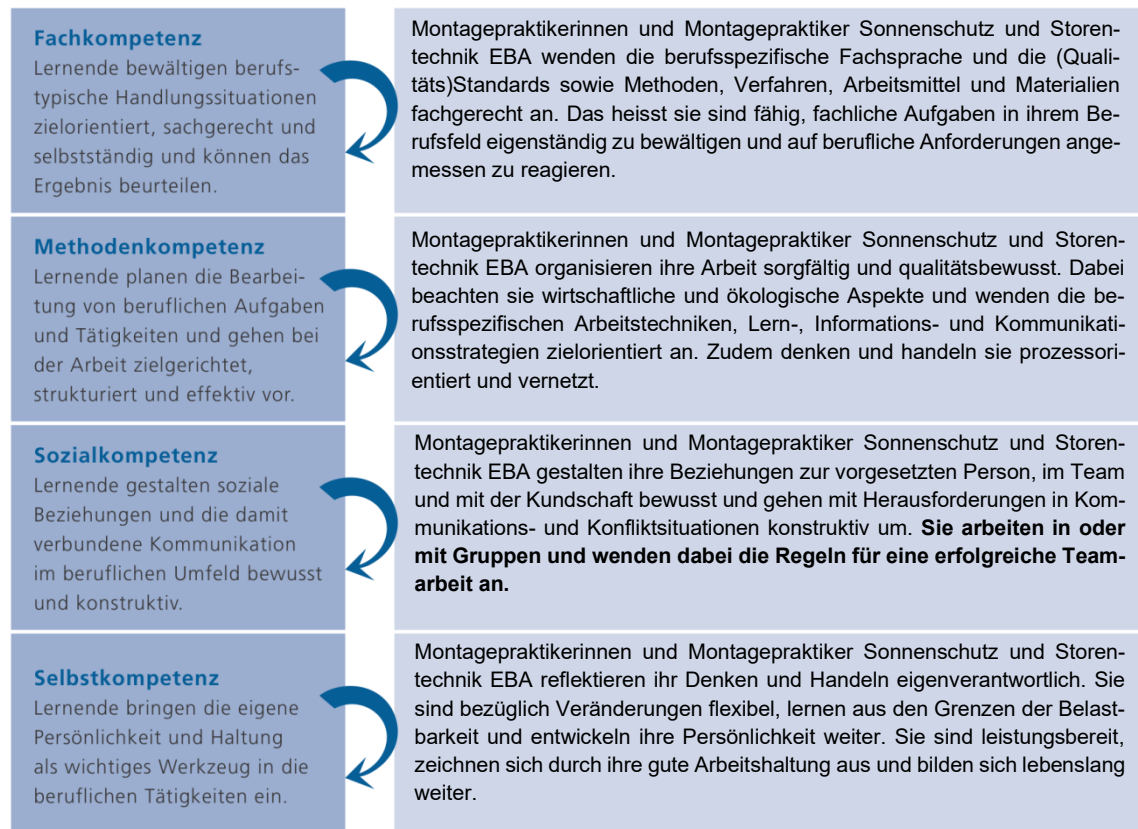 Fachkompetenz
Lernende bewältigen berufs-
typische Handlungssituationen
zielorientiert, sachgerecht und
selbstständig und können das
Ergebnis beurteilen.
Montagepraktikerinnen und Montagepraktiker Sonnenschutz und Storen-
technik EBA wenden die berufsspezifische Fachsprache und die (Quali-
täts)Standards sowie Methoden, Verfahren, Arbeitsmittel und Materialien
fachgerecht an. Das heisst sie sind fähig, fachliche Aufgaben in ihrem Be-
rufsfeld eigenständig zu bewältigen und auf berufliche Anforderungen ange-
messen zu reagieren.
Methodenkompetenz
Lernende planen die Bearbei-
tung von beruflichen Aufgaben
und Tätigkeiten und gehen bei
der Arbeit zielgerichtet,
strukturiert und effektiv vor.
Montagepraktikerinnen und Montagepraktiker Sonnenschutz und Storen-
technik EBA organisieren ihre Arbeit sorgfältig und qualitätsbewusst. Dabei
beachten sie wirtschaftliche und ökologische Aspekte und wenden die be-
rufsspezifischen Arbeitstechniken, Lern-, Informations- und Kommunikati-
onsstrategien zielorientiert an. Zudem denken und handeln sie prozessori-
entiert und vernetzt.
Sozialkompetenz
Lernende gestalten soziale
Beziehungen und die damit
verbundene Kommunikation
im beruflichen Umfeld bewusst
und konstruktiv.
Montagepraktikerinnen und Montagepraktiker Sonnenschutz und Storen-
technik EBA gestalten ihre Beziehungen zur vorgesetzten Person, im Team
und mit der Kundschaft bewusst und gehen mit Herausforderungen in Kom-
munikations- und Konfliktsituationen konstruktiv um. Sie arbeiten in oder
mit Gruppen und wenden dabei die Regeln für eine erfolgreiche Team-
arbeit an.
Selbstkompetenz
Lernende bringen die eigene
Persönlichkeit und Haltung
als wichtiges Werkzeug in die
beruflichen Tätigkeiten ein.
Montagepraktikerinnen und Montagepraktiker Sonnenschutz und Storen-
technik EBA reflektieren ihr Denken und Handeln eigenverantwortlich. Sie
sind bezüglich Veränderungen flexibel, lernen aus den Grenzen der Belast-
barkeit und entwickeln ihre Persönlichkeit weiter. Sie sind leistungsbereit,
zeichnen sich durch ihre gute Arbeitshaltung aus und bilden sich lebenslang
weiter.